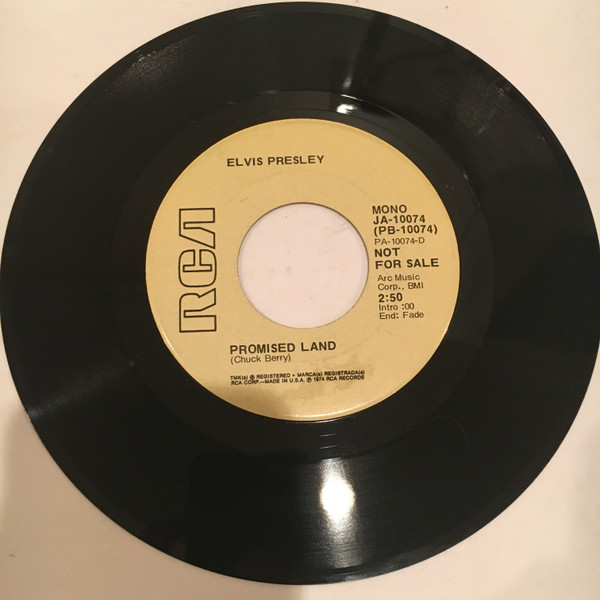 ELVIS PRESLEY
RCA
MONO
JA-10074
(PB-10074)
PA-10074-D
NOT
FOR SALE
Arc Music
Corp., BMI
2:50
Intro :00
End: Fade
PROMISED LAND
(Chuck Berry)
TMK(s) ® REGISTERED • MARCA(s) REGISTRADA(s)
RCA CORP.—MADE IN U.S.A. ℗ 1974 RCA RECORDS